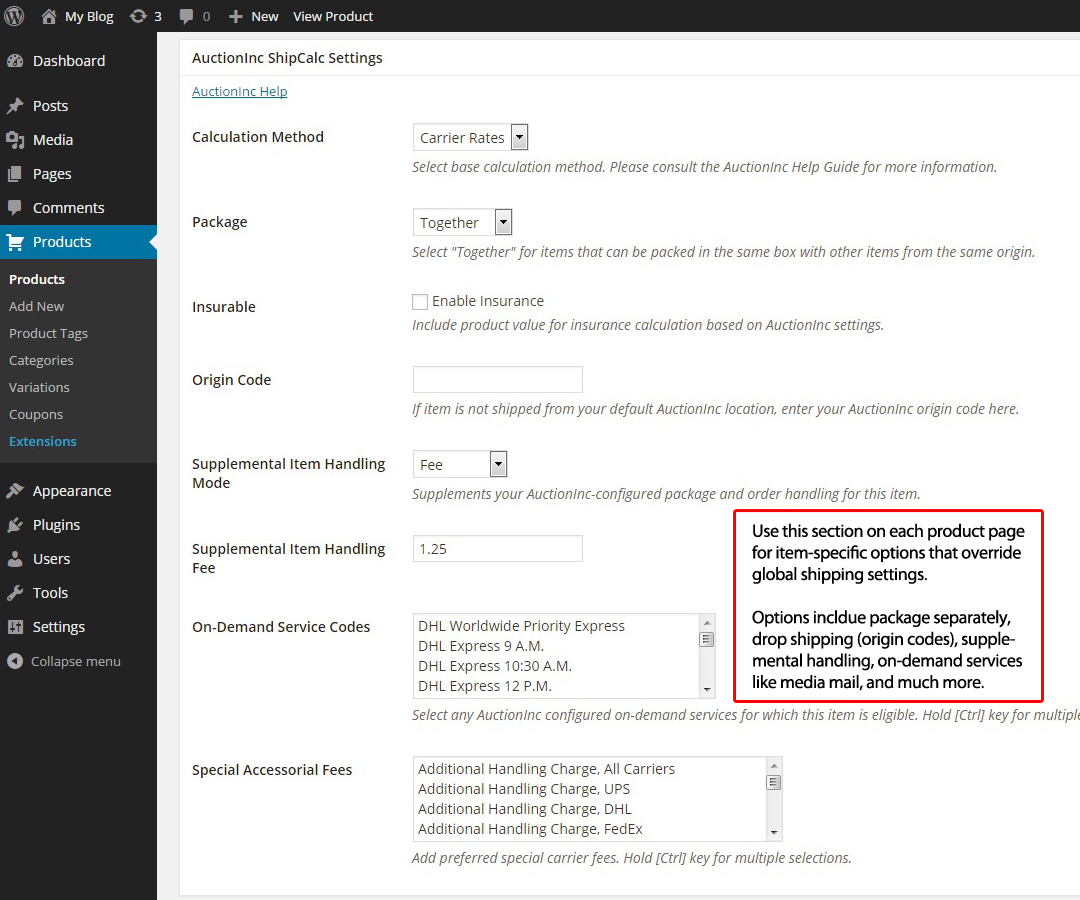 My Blog 3 0 New View Product
Dashboard
Posts
Media
Pages
Comments
Products
Products
Add New
Product Tags
Categories
Variations
Coupons
Extensions
Appearance
Plugins
Users
Tools
Settings
Collapse menu
AuctionInc ShipCalc Settings
AuctionInc Help
Calculation Method
Carrier Rates
Select base calculation method. Please consult the AuctionInc Help Guide for more information.
Package
Together
Select "Together" for items that can be packed in the same box with other items from the same origin.
Insurable
Enable Insurance
Include product value for insurance calculation based on AuctionInc settings.
Origin Code
If item is not shipped from your default AuctionInc location, enter your AuctionInc origin code here.
Supplemental Item Handling
Mode
Fee
Supplements your AuctionInc-configured package and order handling for this item.
Supplemental Item Handling
Fee
1.25
Use this section on each product page
for item-specific options that override
global shipping settings.
Options incldue package separately,
drop shipping (origin codes), supple-
mental handling, on-demand services
like media mail, and much more.
On-Demand Service Codes
DHL Worldwide Priority Express
DHL Express 9 A.M.
DHL Express 10:30 A.M.
DHL Express 12 P.M.
Select any AuctionInc configured on-demand services for which this item is eligible. Hold [Ctrl] key for multiple
Special Accessorial Fees
Additional Handling Charge, All Carriers
Additional Handling Charge, UPS
Additional Handling Charge, DHL
Additional Handling Charge, FedEx
Add preferred special carrier fees. Hold [Ctrl] key for multiple selections.